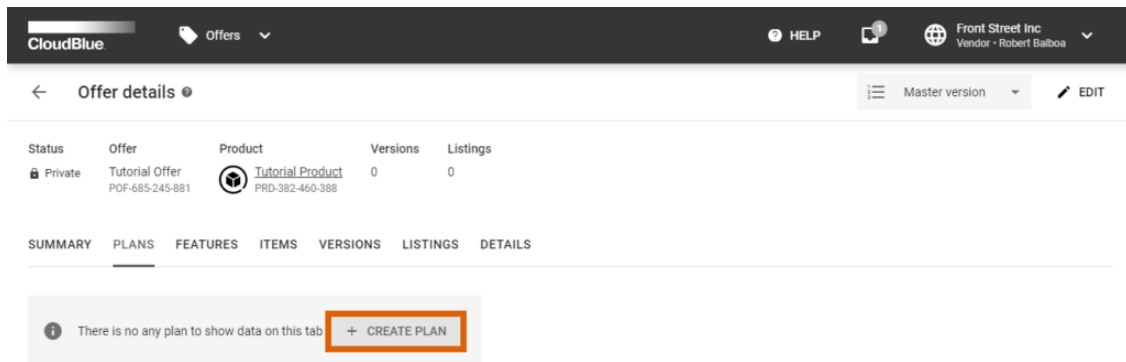 CloudBlue.
Offers
HELP
1
Front Street Inc
Vendor • Robert Balboa
Offer details
Master version
EDIT
Status
Offer
Product
Versions
Listings
Private
Tutorial Offer
POF-685-245-881
Tutorial Product
PRD-382-460-388
0
0
SUMMARY PLANS FEATURES ITEMS VERSIONS LISTINGS DETAILS
There is no any plan to show data on this tab + CREATE PLAN